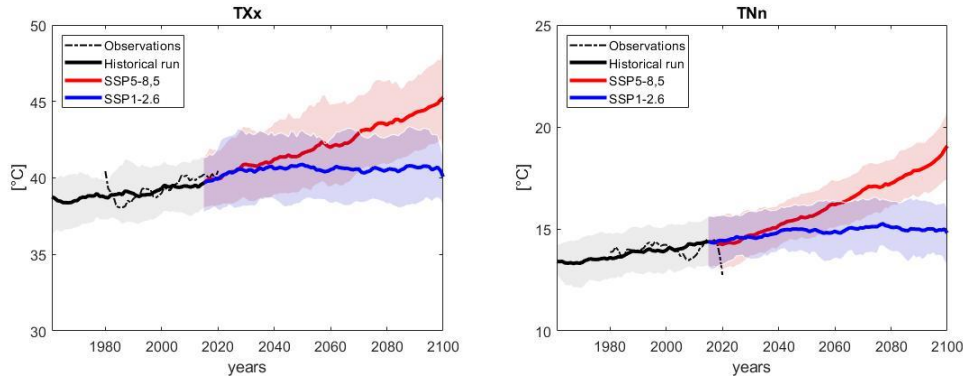 TXx
50
45
40
35
30
[°C]
Observations
Historical run
SSP5-8,5
SSP1-2.6
1980 2000 2020 2040 2060 2080 2100
years
TNn
25
20
15
10
[°C]
Observations
Historical run
SSP5-8,5
SSP1-2.6
1980 2000 2020 2040 2060 2080 2100
years